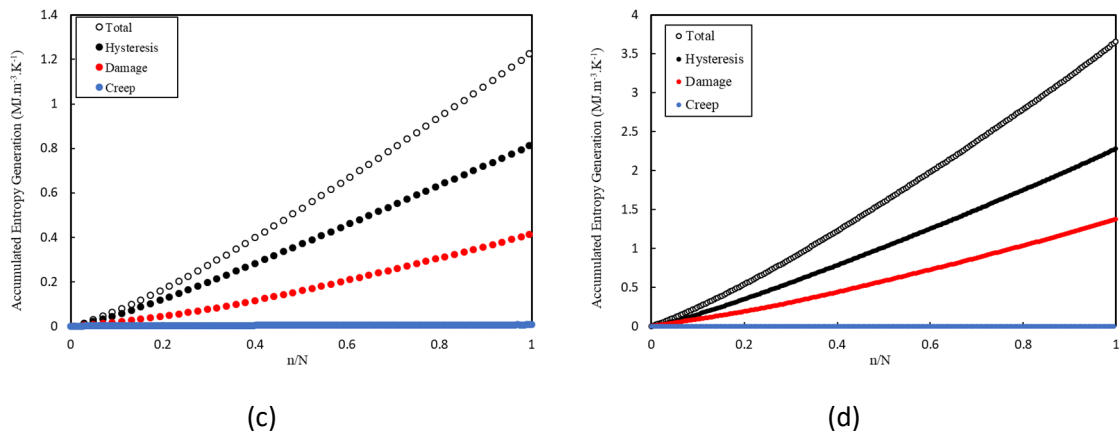 1.4
1.2
1
0.8
0.6
0.4
0.2
0
Accumulated Entropy Generation (MJ.m⁻³.K⁻¹)
Total
Hysteresis
Damage
Creep
0 0.2 0.4 0.6 0.8 1
n/N
(c)
4
3.5
3
2.5
2
1.5
1
0.5
0
Accumulated Entropy Generation (MJ.m⁻³.K⁻¹)
Total
Hysteresis
Damage
Creep
0 0.2 0.4 0.6 0.8 1
n/N
(d)